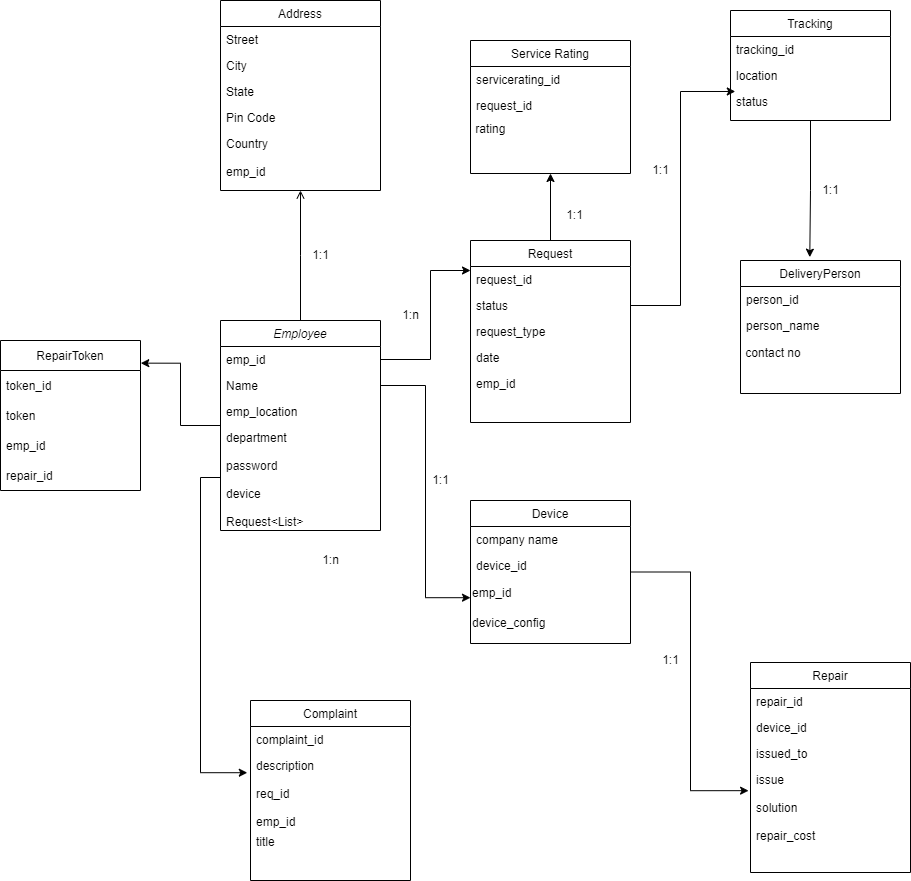 Address
Street
City
State
Pin Code
Country
emp_id
Service Rating
servicerating_id
request_id
rating
Tracking
tracking_id
location
status
1:1
1:1
1:1
1:1
Request
request_id
status
request_type
date
emp_id
DeliveryPerson
person_id
person_name
contact no
1:n
Employee
emp_id
Name
emp_location
department
password
device
Request<List>
RepairToken
token_id
token
emp_id
repair_id
1:1
1:n
Device
company name
device_id
emp_id
device_config
1:1
Complaint
complaint_id
description
req_id
emp_id
title
Repair
repair_id
device_id
issued_to
issue
solution
repair_cost